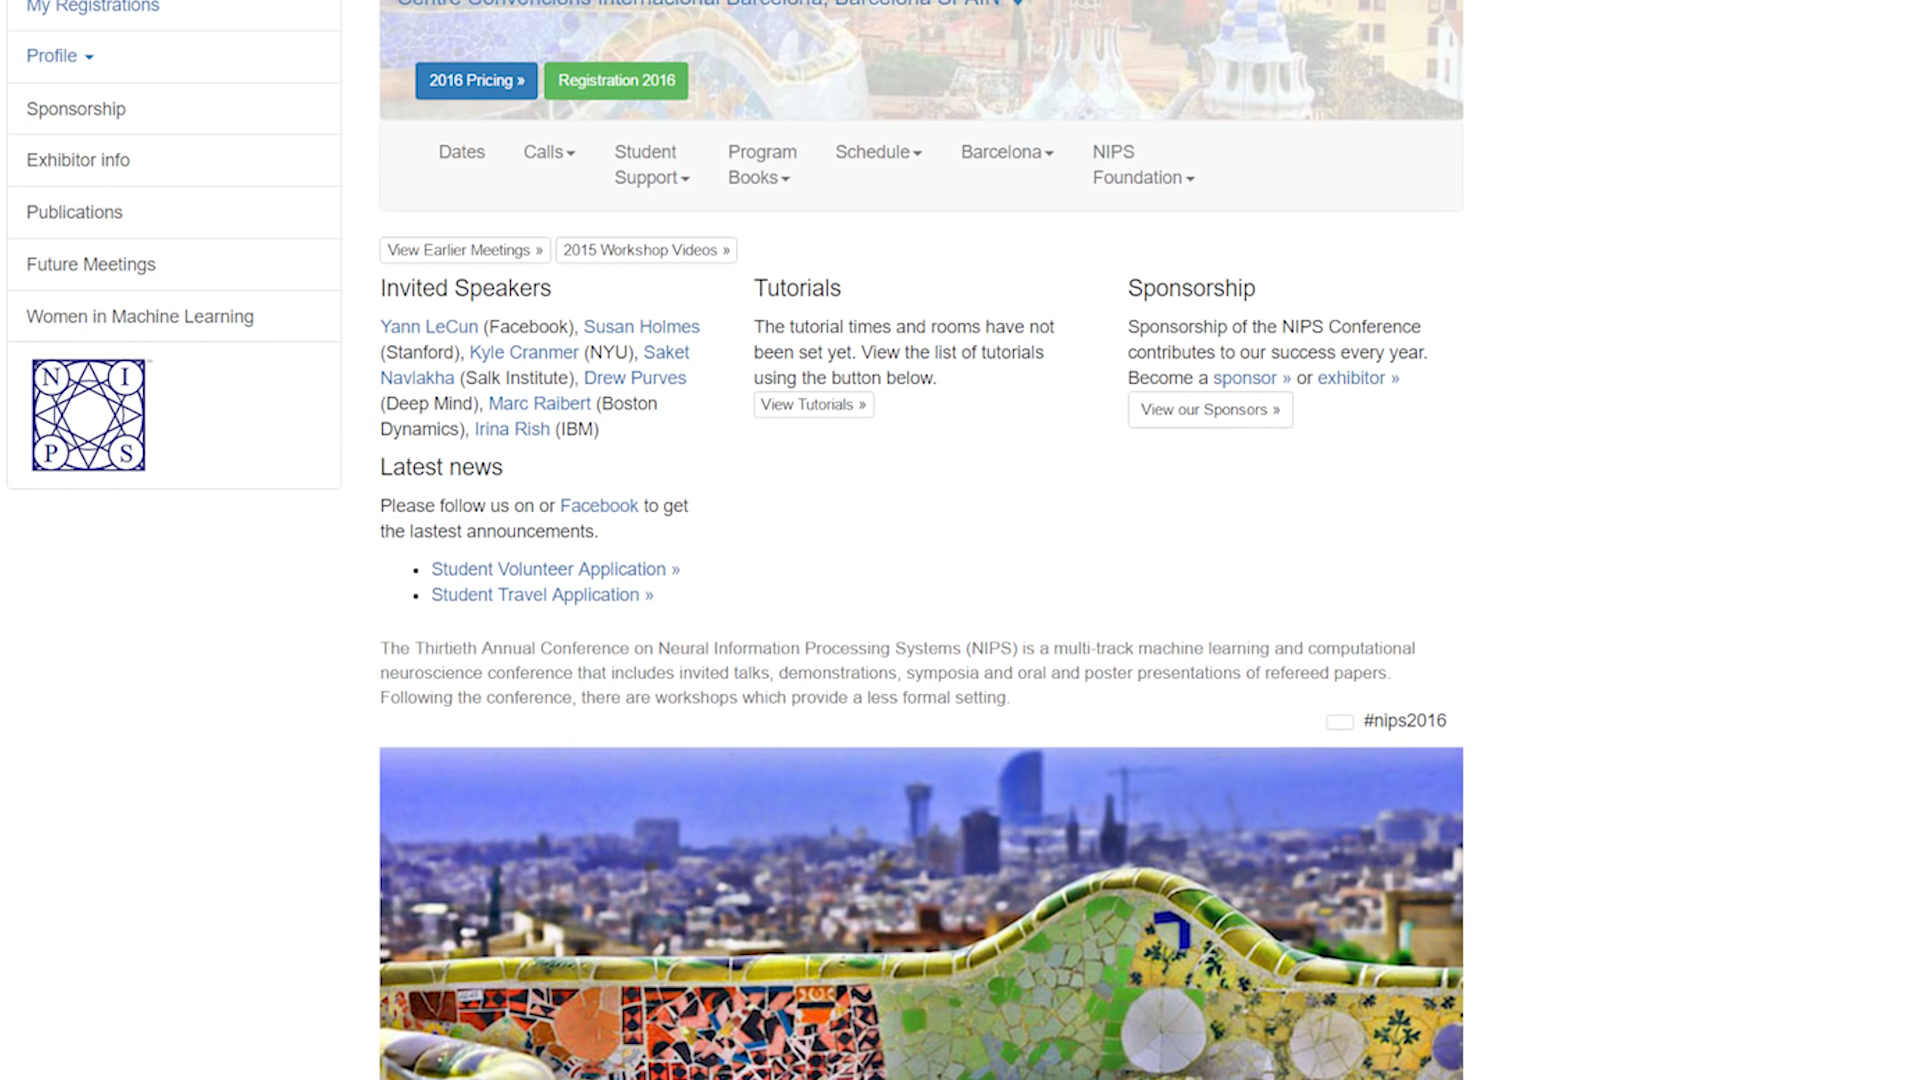 My Registrations
Profile
Sponsorship
Exhibitor info
Publications
Future Meetings
Women in Machine Learning
N I
P S
Centre Convencions Internacional Barcelona, Barcelona SPAIN
2016 Pricing »
Registration 2016
Dates
Calls
Student
Support
Program
Books
Schedule
Barcelona
NIPS
Foundation
View Earlier Meetings »
2015 Workshop Videos »
Invited Speakers
Yann LeCun (Facebook), Susan Holmes
(Stanford), Kyle Cranmer (NYU), Saket
Navlakha (Salk Institute), Drew Purves
(Deep Mind), Marc Raibert (Boston
Dynamics), Irina Rish (IBM)
Latest news
Please follow us on or Facebook to get
the lastest announcements.
• Student Volunteer Application »
• Student Travel Application »
Tutorials
The tutorial times and rooms have not
been set yet. View the list of tutorials
using the button below.
View Tutorials »
Sponsorship
Sponsorship of the NIPS Conference
contributes to our success every year.
Become a sponsor » or exhibitor »
View our Sponsors »
The Thirtieth Annual Conference on Neural Information Processing Systems (NIPS) is a multi-track machine learning and computational
neuroscience conference that includes invited talks, demonstrations, symposia and oral and poster presentations of refereed papers.
Following the conference, there are workshops which provide a less formal setting.
#nips2016